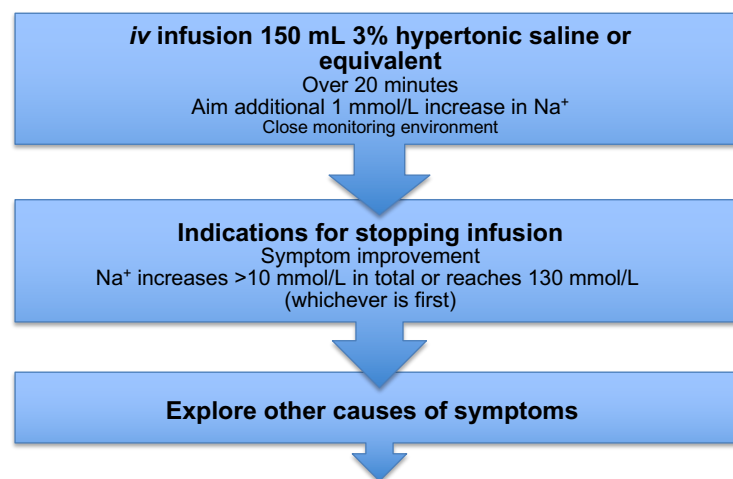 iv infusion 150 mL 3% hypertonic saline or
equivalent
Over 20 minutes
Aim additional 1 mmol/L increase in Na⁺
Close monitoring environment
Indications for stopping infusion
Symptom improvement
Na⁺ increases >10 mmol/L in total or reaches 130 mmol/L
(whichever is first)
Explore other causes of symptoms